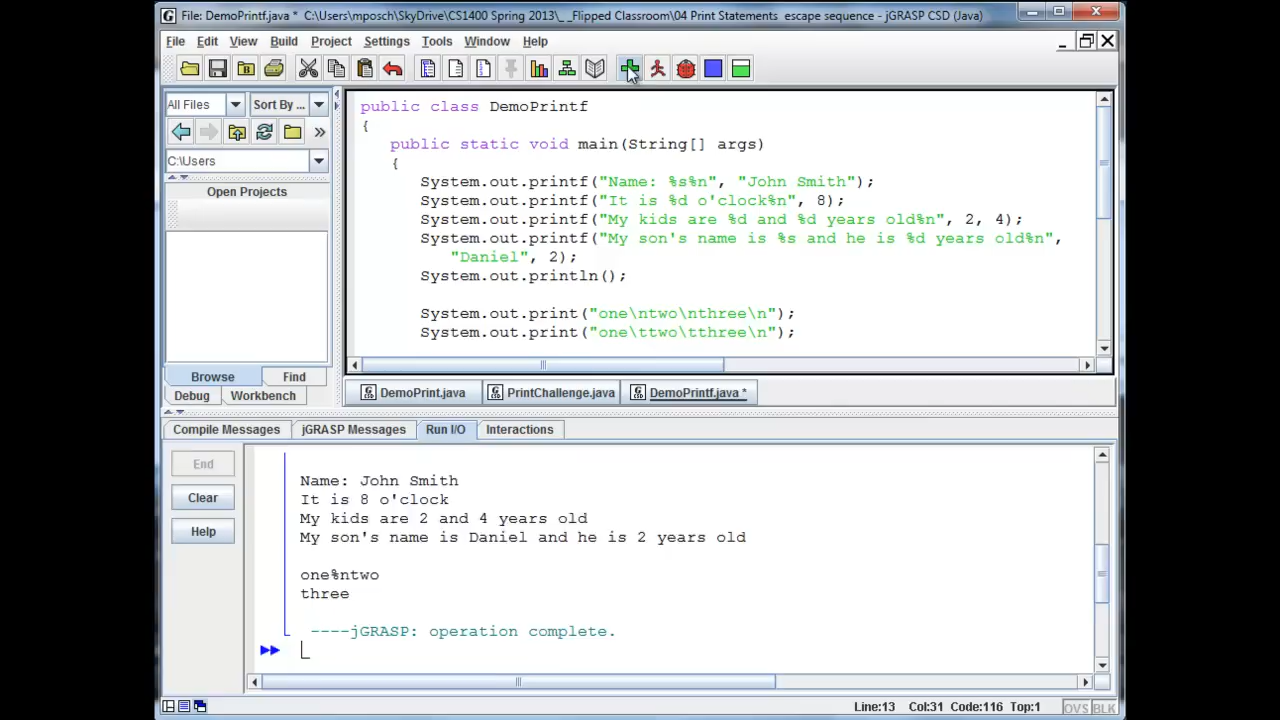 File: DemoPrintf.java * C:\Users\mposch\SkyDrive\CS1400 Spring 2013\_ _Flipped Classroom\04 Print Statements escape sequence - jGRASP CSD (Java)
File Edit View Build Project Settings Tools Window Help
All Files Sort By ...
C:\Users
Open Projects
Browse Find
Debug Workbench
public class DemoPrintf
{
public static void main(String[] args)
{
System.out.printf("Name: %s%n", "John Smith");
System.out.printf("It is %d o'clock%n", 8);
System.out.printf("My kids are %d and %d years old%n", 2, 4);
System.out.printf("My son's name is %s and he is %d years old%n",
"Daniel", 2);
System.out.println();
System.out.print("one\ntwo\nthree\n");
System.out.print("one\ttwo\tthree\n");
DemoPrint.java PrintChallenge.java DemoPrintf.java *
Compile Messages jGRASP Messages Run I/O Interactions
End
Clear
Help
Name: John Smith
It is 8 o'clock
My kids are 2 and 4 years old
My son's name is Daniel and he is 2 years old
one%ntwo
three
----jGRASP: operation complete.
Line:13 Col:31 Code:116 Top:1 OVS BLK